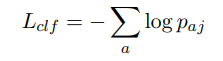 L_{clf} = -\sum_{a} \log p_{aj}